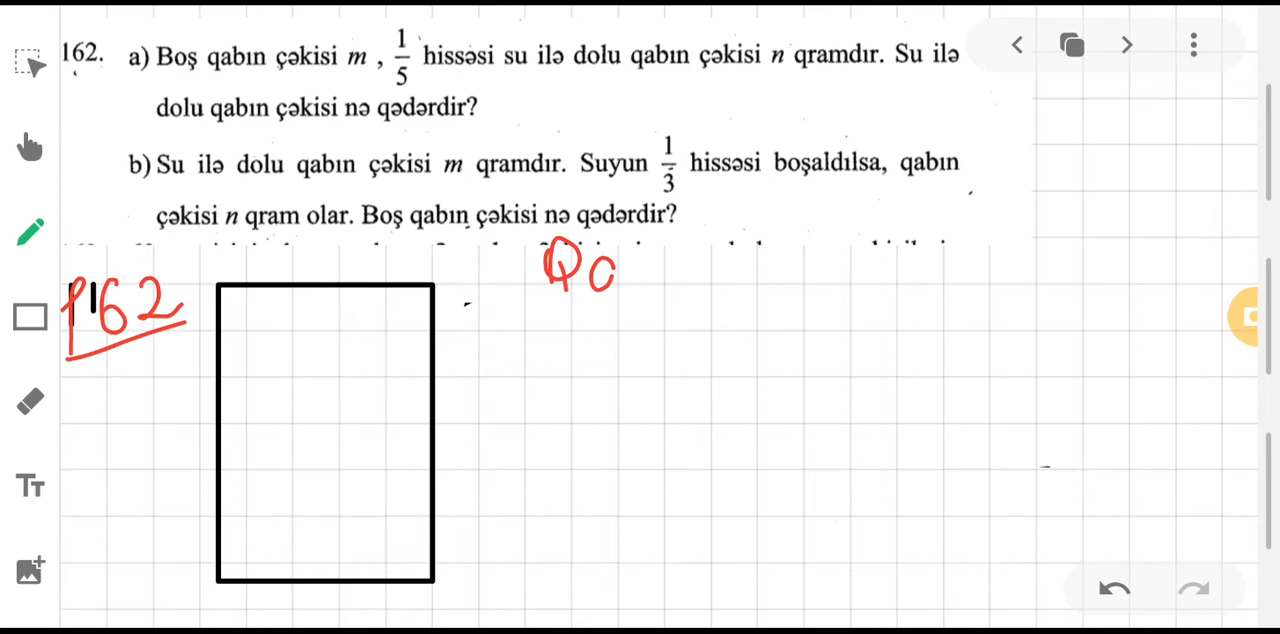 162. a) Boş qabın çəkisi m , 1/5 hissəsi su ilə dolu qabın çəkisi n qramdır. Su ilə
dolu qabın çəkisi nə qədərdir?
b) Su ilə dolu qabın çəkisi m qramdır. Suyun 1/3 hissəsi boşaldılsa, qabın
çəkisi n qram olar. Boş qabın çəkisi nə qədərdir?
162
Tт